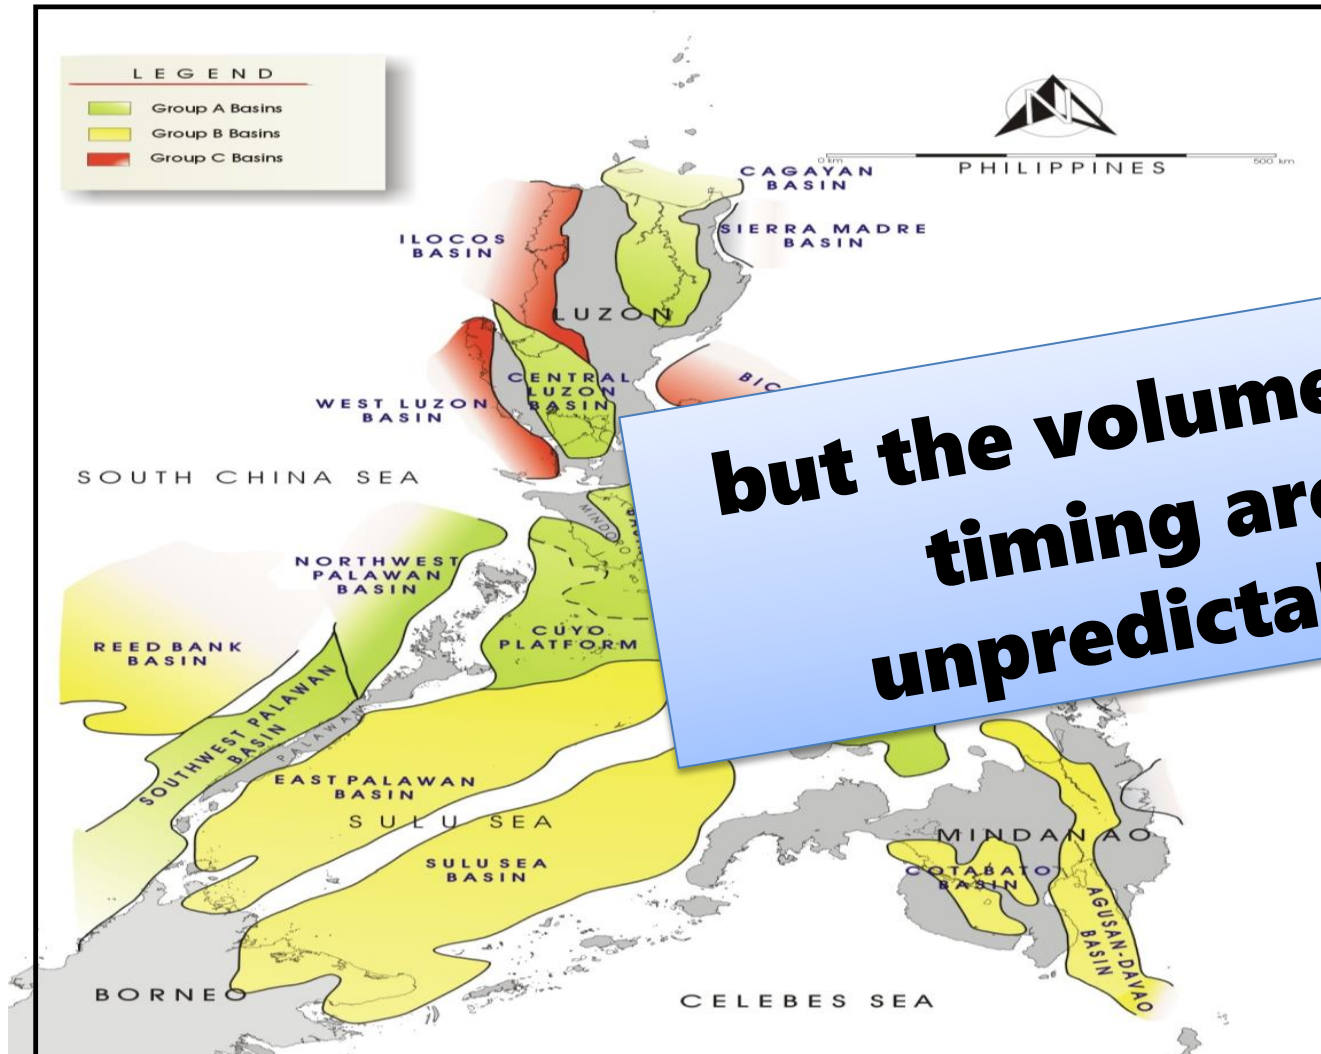 LEGEND
Group A Basins
Group B Basins
Group C Basins
0 km
500 km
PHILIPPINES
CAGAYAN
BASIN
SIERRA MADRE
BASIN
ILOCOS
BASIN
LUZON
CENTRAL
LUZON
BASIN
WEST LUZON
BASIN
SOUTH CHINA SEA
but the volume
timing are
unpredicta
MINDORO
NORTHWEST
PALAWAN
BASIN
CUYO
PLATFORM
REED BANK
BASIN
SOUTHWEST PALAWAN
BASIN
PALAWAN
EAST PALAWAN
BASIN
SULU SEA
SULU SEA
BASIN
MINDANAO
COTABATO
BASIN
AGUSAN-DAVAO
BASIN
BORNEO
CELEBES SEA